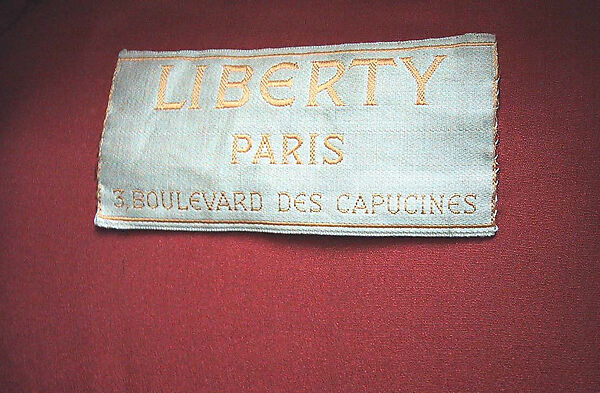 LIBERTY
PARIS
3, BOULEVARD DES CAPUCINES